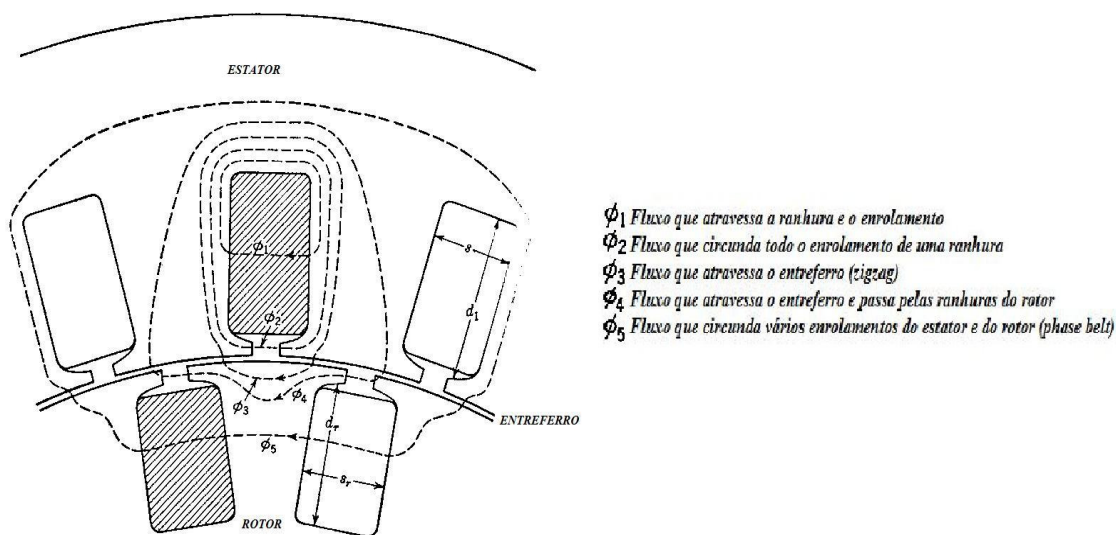 ESTATOR
ϕ1
ϕ2
s
d1
ϕ3
ϕ4
ENTREFERRO
dr
ϕ5
sr
ROTOR
ϕ1 Fluxo que atravessa a ranhura e o enrolamento
ϕ2 Fluxo que circunda todo o enrolamento de uma ranhura
ϕ3 Fluxo que atravessa o entreferro (zigzag)
ϕ4 Fluxo que atravessa o entreferro e passa pelas ranhuras do rotor
ϕ5 Fluxo que circunda vários enrolamentos do estator e do rotor (phase belt)